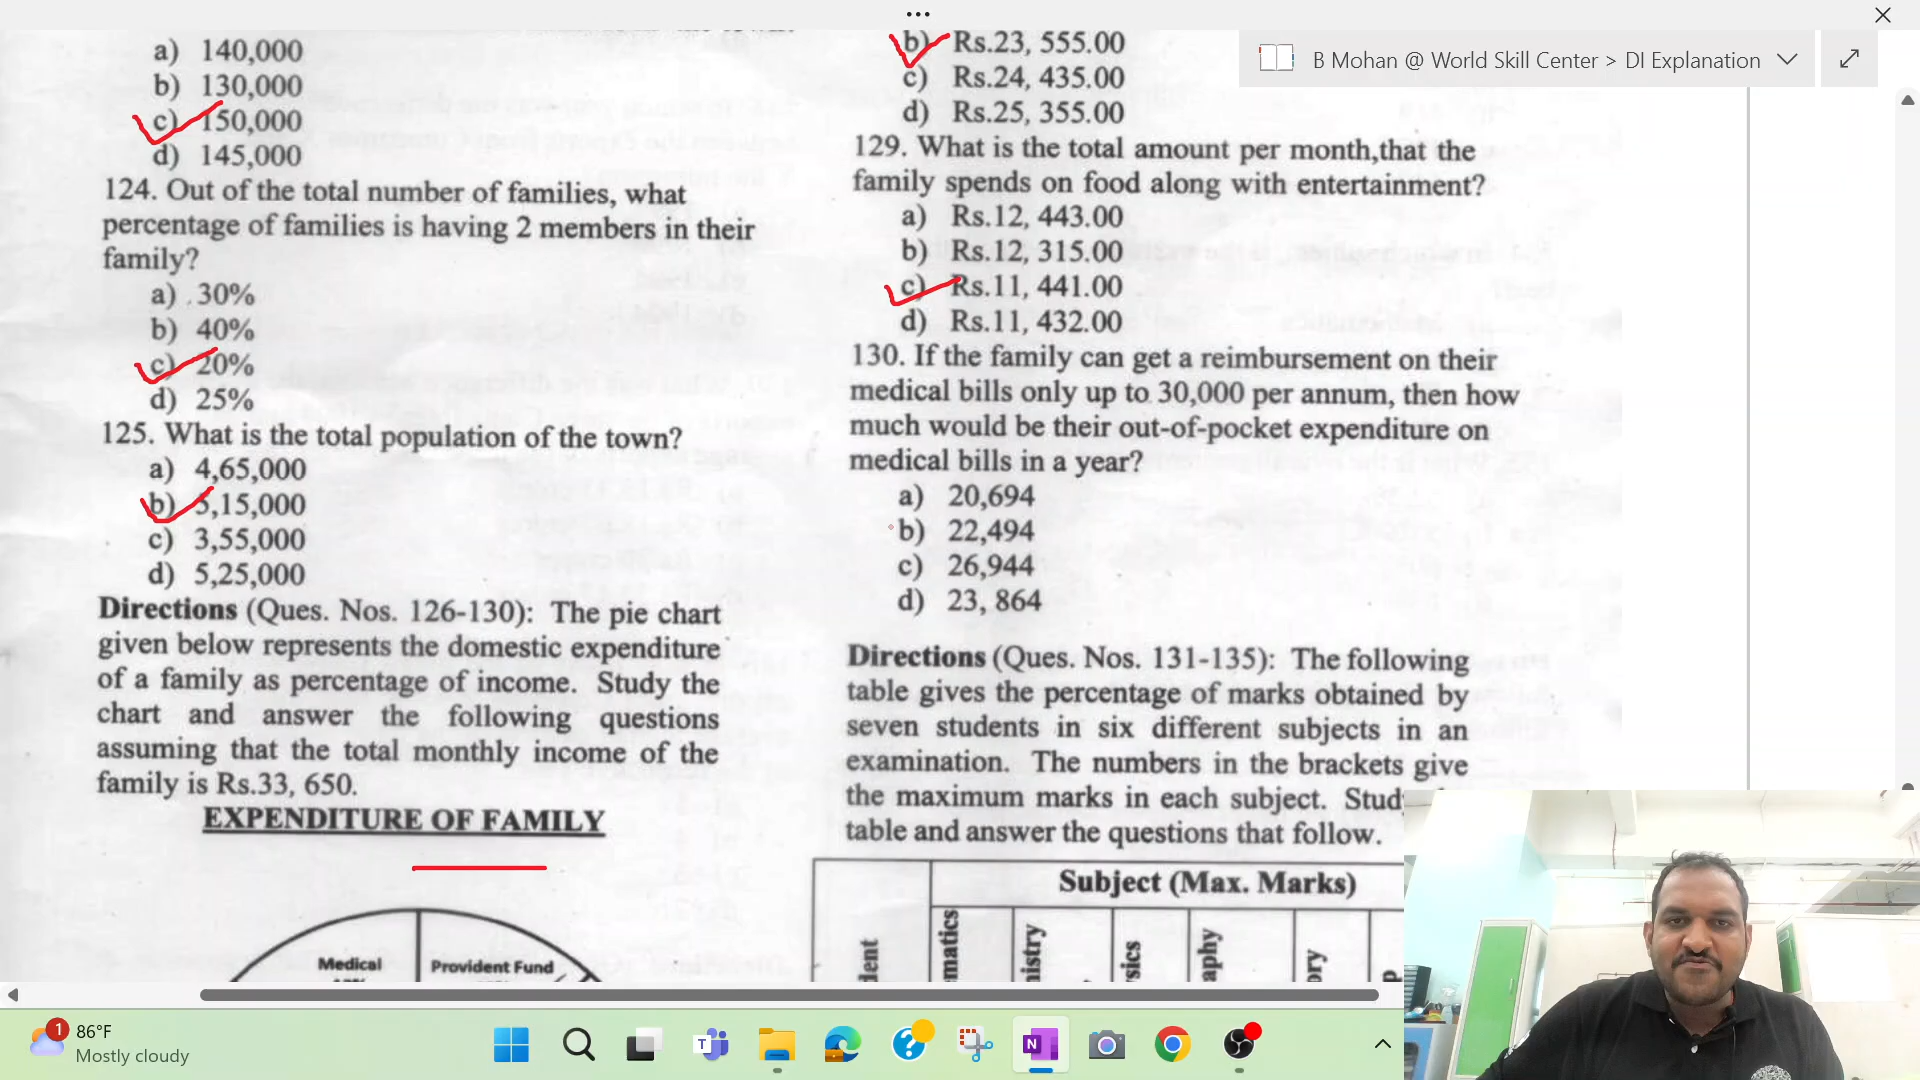 B Mohan @ World Skill Center > DI Explanation
a) 140,000
b) 130,000
c) 150,000
d) 145,000
124. Out of the total number of families, what
percentage of families is having 2 members in their
family?
a) 30%
b) 40%
c) 20%
d) 25%
125. What is the total population of the town?
a) 4,65,000
b) 5,15,000
c) 3,55,000
d) 5,25,000
Directions (Ques. Nos. 126-130): The pie chart
given below represents the domestic expenditure
of a family as percentage of income. Study the
chart and answer the following questions
assuming that the total monthly income of the
family is Rs.33, 650.
EXPENDITURE OF FAMILY
Medical
Provident Fund
b) Rs.23, 555.00
c) Rs.24, 435.00
d) Rs.25, 355.00
129. What is the total amount per month,that the
family spends on food along with entertainment?
a) Rs.12, 443.00
b) Rs.12, 315.00
c) Rs.11, 441.00
d) Rs.11, 432.00
130. If the family can get a reimbursement on their
medical bills only up to 30,000 per annum, then how
much would be their out-of-pocket expenditure on
medical bills in a year?
a) 20,694
b) 22,494
c) 26,944
d) 23, 864
Directions (Ques. Nos. 131-135): The following
table gives the percentage of marks obtained by
seven students in six different subjects in an
examination. The numbers in the brackets give
the maximum marks in each subject. Stud
table and answer the questions that follow.
Subject (Max. Marks)
dent
matics
istry
sics
aphy
ory
p
1
86°F
Mostly cloudy